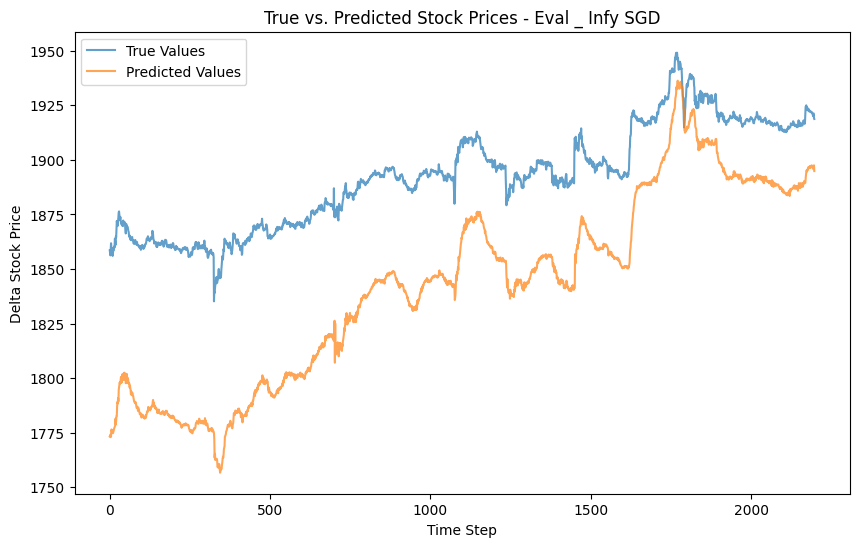 True vs. Predicted Stock Prices - Eval _ Infy SGD
True Values
Predicted Values
Delta Stock Price
1950
1925
1900
1875
1850
1825
1800
1775
1750
0 500 1000 1500 2000
Time Step